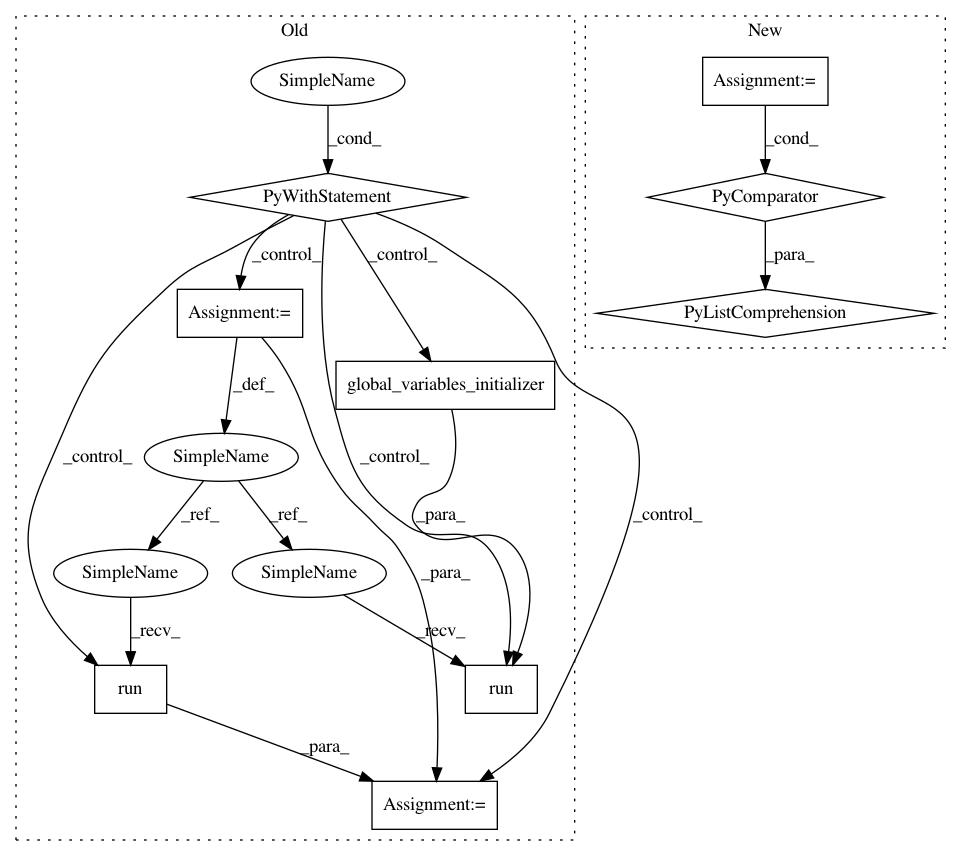 Old
New
SimpleName
Assignment:=
_cond_
_cond_
PyWithStatement
PyComparator
_control_
_control_
_para_
Assignment:=
PyListComprehension
global_variables_initializer
_def_
_control_
_control_
SimpleName
_ref_
_ref_
_para_
_control_
SimpleName
SimpleName
_para_
_recv_
_recv_
run
run
_para_
Assignment:=